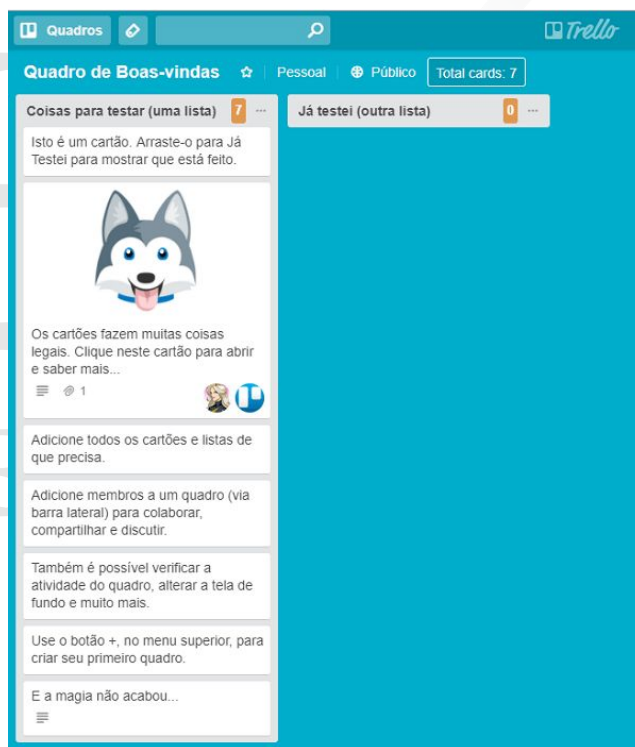 Quadros
Trello
Quadro de Boas-vindas
Pessoal
Público
Total cards: 7
Coisas para testar (uma lista)
7
...
Isto é um cartão. Arraste-o para Já
Testei para mostrar que está feito.
Os cartões fazem muitas coisas
legais. Clique neste cartão para abrir
e saber mais...
1
Adicione todos os cartões e listas de
que precisa.
Adicione membros a um quadro (via
barra lateral) para colaborar,
compartilhar e discutir.
Também é possível verificar a
atividade do quadro, alterar a tela de
fundo e muito mais.
Use o botão +, no menu superior, para
criar seu primeiro quadro.
E a magia não acabou...
Já testei (outra lista)
0
...